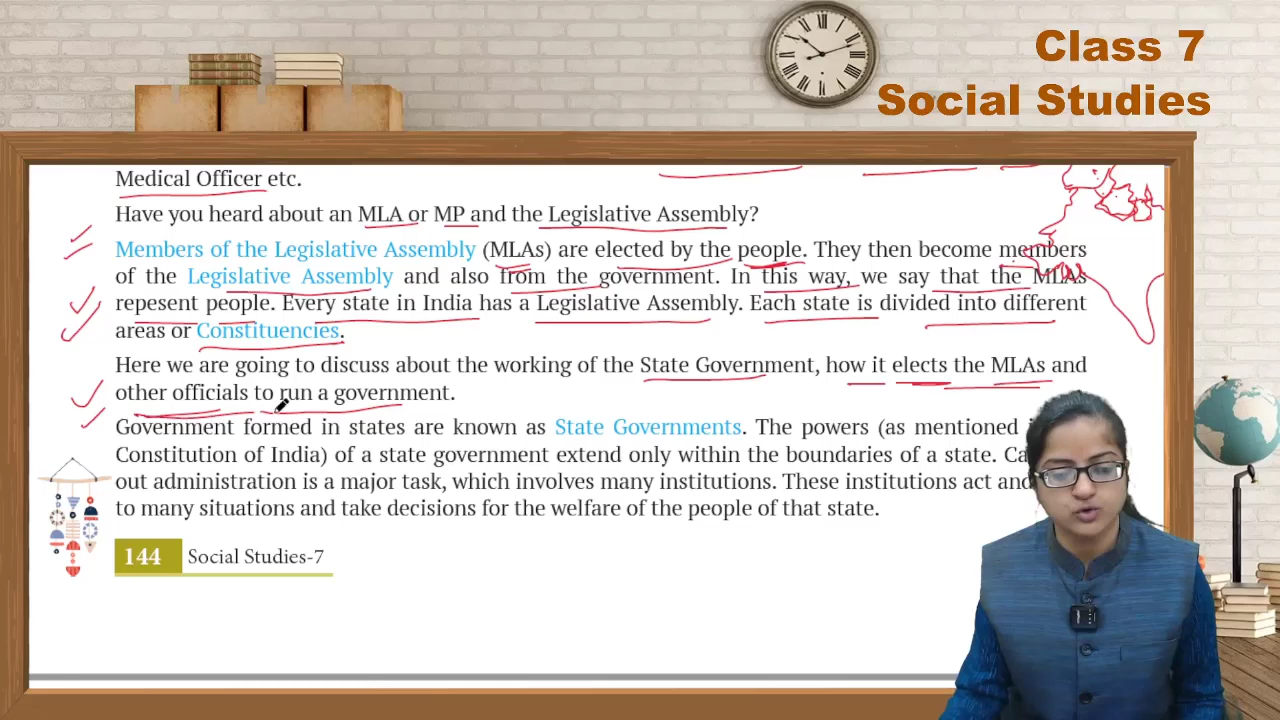 Class 7
Social Studies
Medical Officer etc.
Have you heard about an MLA or MP and the Legislative Assembly?
Members of the Legislative Assembly (MLAs) are elected by the people. They then become members
of the Legislative Assembly and also from the government. In this way, we say that the MLAs
repesent people. Every state in India has a Legislative Assembly. Each state is divided into different
areas or Constituencies.
Here we are going to discuss about the working of the State Government, how it elects the MLAs and
other officials to run a government.
Government formed in states are known as State Governments. The powers (as mentioned
Constitution of India) of a state government extend only within the boundaries of a state.
out administration is a major task, which involves many institutions. These institutions act
to many situations and take decisions for the welfare of the people of that state.
144 Social Studies-7